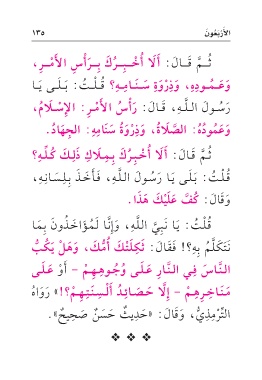 الأَرْبَعُونَ ١٣٥
ثُمَّ قَالَ: أَلَا أُخْبِرُكَ بِرَأْسِ الأَمْرِ،
وَعَمُودِهِ، وَذِرْوَةِ سَنَامِهِ؟ قُلْتُ: بَلَى يَا
رَسُولَ اللَّهِ، قَالَ: رَأْسُ الأَمْرِ: الإِسْلَامُ،
وَعَمُودُهُ: الصَّلَاةُ، وَذِرْوَةُ سَنَامِهِ: الجِهَادُ.
ثُمَّ قَالَ: أَلَا أُخْبِرُكَ بِمِلَاكِ ذَلِكَ كُلِّهِ؟
قُلْتُ: بَلَى يَا رَسُولَ اللَّهِ، فَأَخَذَ بِلِسَانِهِ،
وَقَالَ: كُفَّ عَلَيْكَ هَذَا.
قُلْتُ: يَا نَبِيَّ اللَّهِ، وَإِنَّا لَمُؤَاخَذُونَ بِمَا
نَتَكَلَّمُ بِهِ؟! فَقَالَ: ثَكِلَتْكَ أُمُّكَ، وَهَلْ يَكُبُّ
النَّاسَ فِي النَّارِ عَلَى وُجُوهِهِمْ - أَوْ عَلَى
مَنَاخِرِهِمْ - إِلَّا حَصَائِدُ أَلْسِنَتِهِمْ؟!» رَوَاهُ
التِّرْمِذِيُّ، وَقَالَ: «حَدِيثٌ حَسَنٌ صَحِيحٌ».